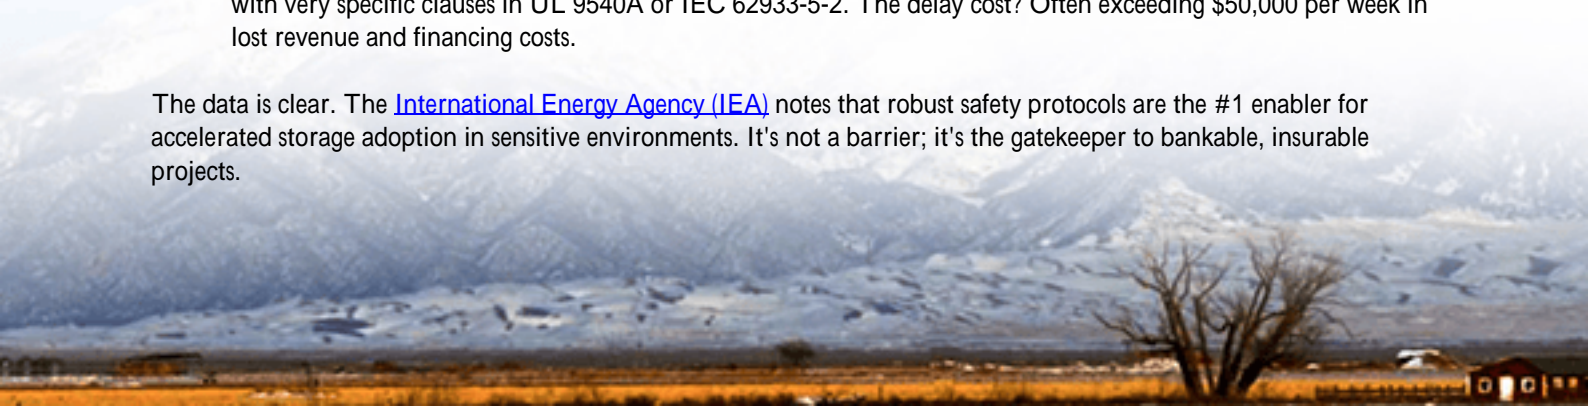 with very specific clauses in UL 9540A or IEC 62933-5-2. The delay cost? Often exceeding $50,000 per week in
lost revenue and financing costs.
The data is clear. The International Energy Agency (IEA) notes that robust safety protocols are the #1 enabler for
accelerated storage adoption in sensitive environments. It's not a barrier; it's the gatekeeper to bankable, insurable
projects.